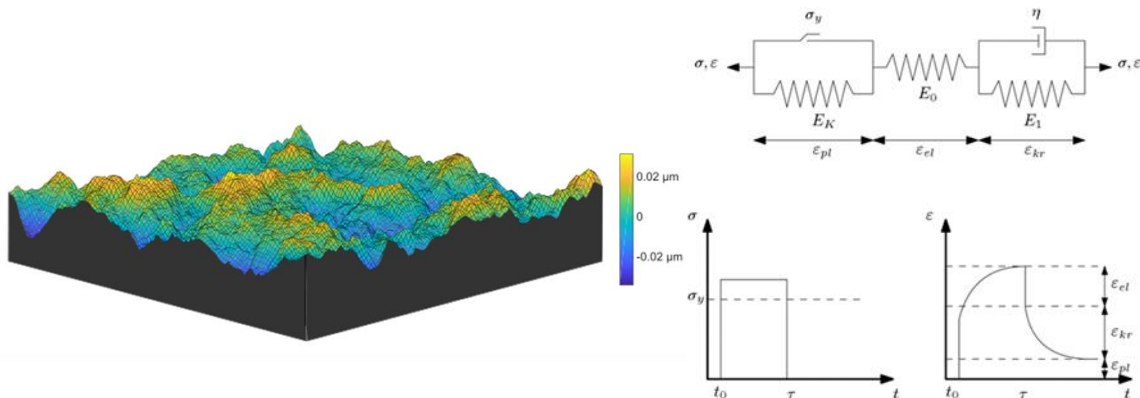 0.02 µm
0
-0.02 µm
σ_y
η
σ, ε
σ, ε
E_0
E_K
E_1
ε_pl
ε_el
ε_kr
σ
σ_y
t_0
τ
t
ε
ε_el
ε_kr
ε_pl
t_0
τ
t